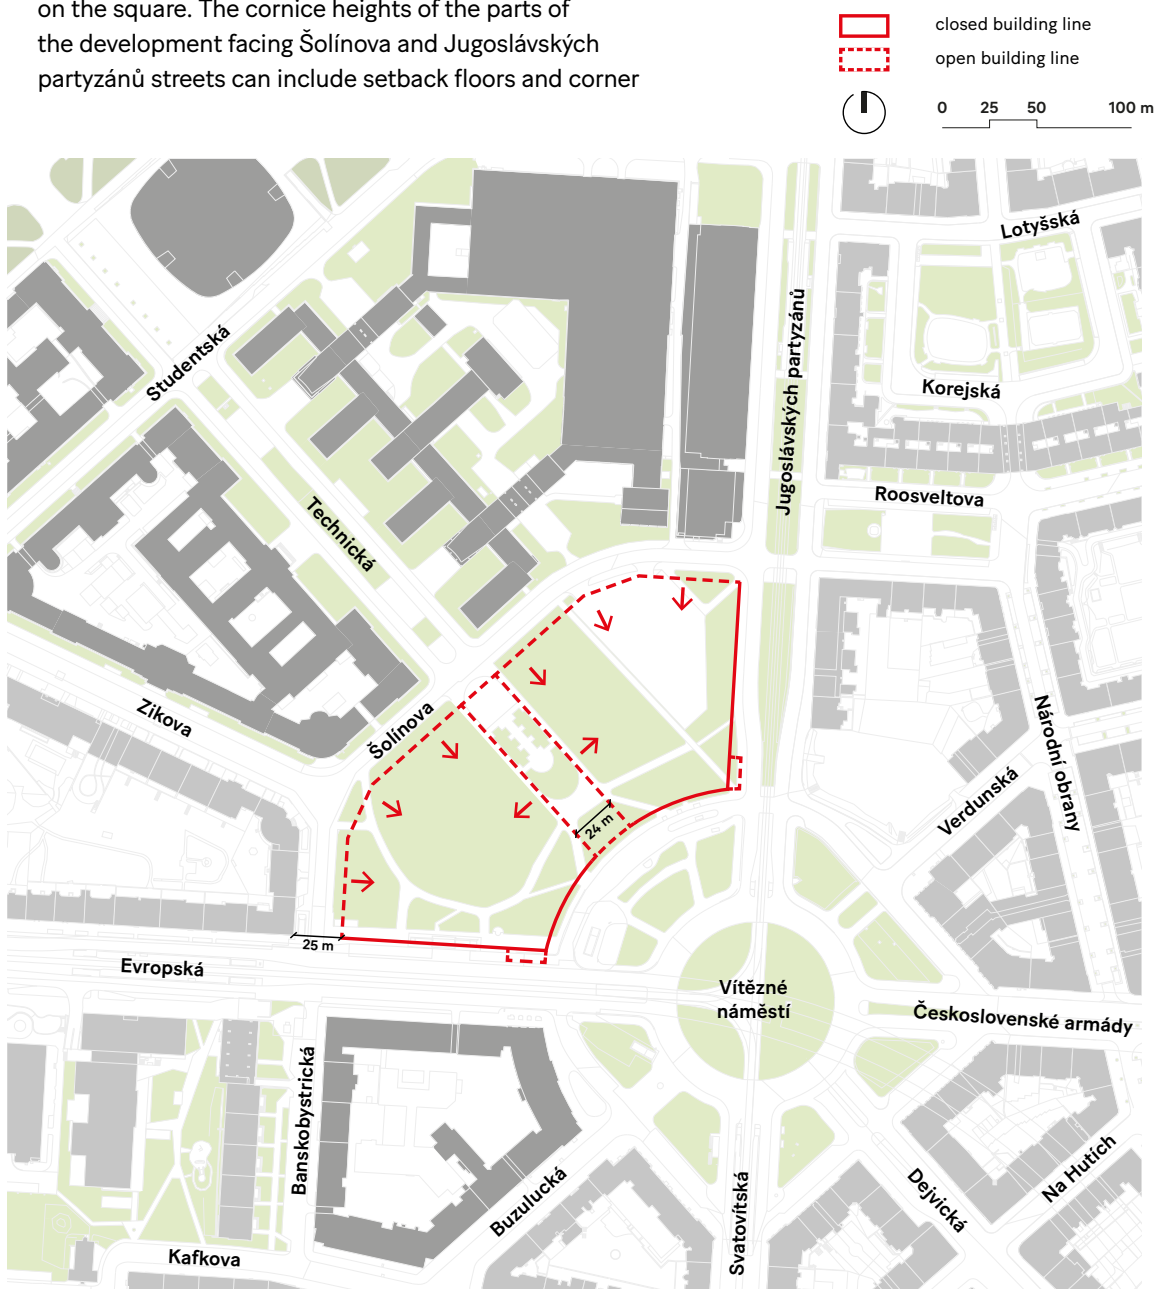 on the square. The cornice heights of the parts of
the development facing Šolínova and Jugoslávských
partyzánů streets can include setback floors and corner
closed building line
open building line
0 25 50 100 m
Lotyšská
Jugoslávských partyzánů
Studentská
Korejská
Roosveltova
Technická
Zikova
Šolínova
Národní obrany
Verdunská
24 m
25 m
Evropská
Vítězné
náměstí
Československé armády
Banskobystrická
Buzulucká
Svatovítská
Dejvická
Na Hutích
Kafkova